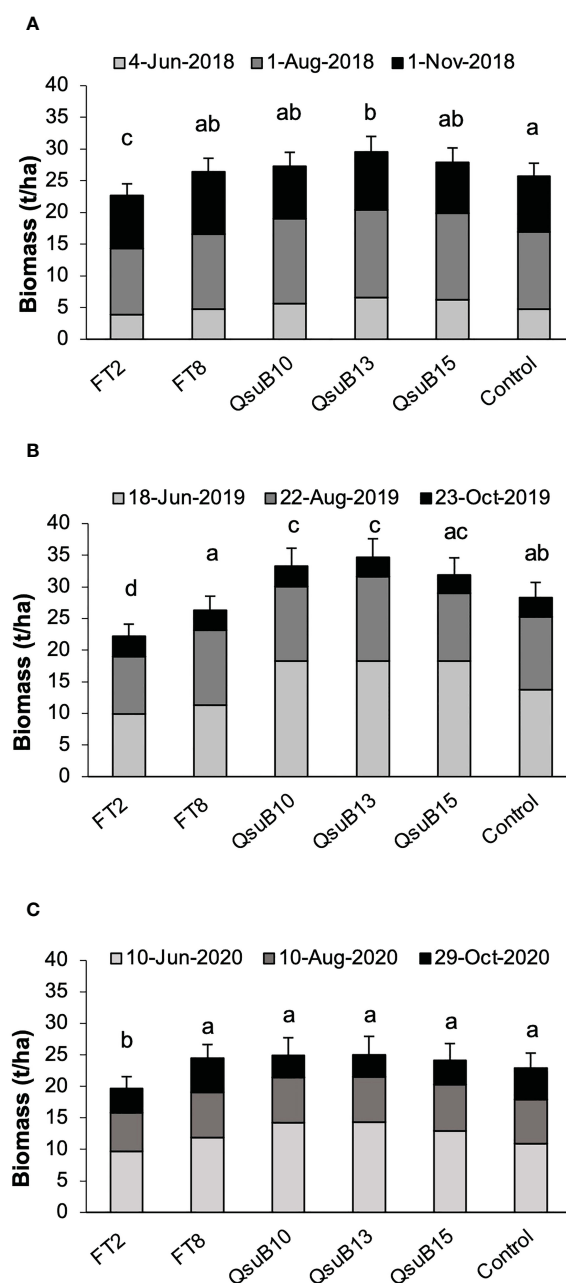 A
4-Jun-2018 1-Aug-2018 1-Nov-2018
Biomass (t/ha)
40
35
30
25
20
15
10
5
0
c ab ab b ab a
FT2 FT8 QsuB10 QsuB13 QsuB15 Control
B
18-Jun-2019 22-Aug-2019 23-Oct-2019
Biomass (t/ha)
40
35
30
25
20
15
10
5
0
d a c c ac ab
FT2 FT8 QsuB10 QsuB13 QsuB15 Control
C
10-Jun-2020 10-Aug-2020 29-Oct-2020
Biomass (t/ha)
40
35
30
25
20
15
10
5
0
b a a a a a
FT2 FT8 QsuB10 QsuB13 QsuB15 Control